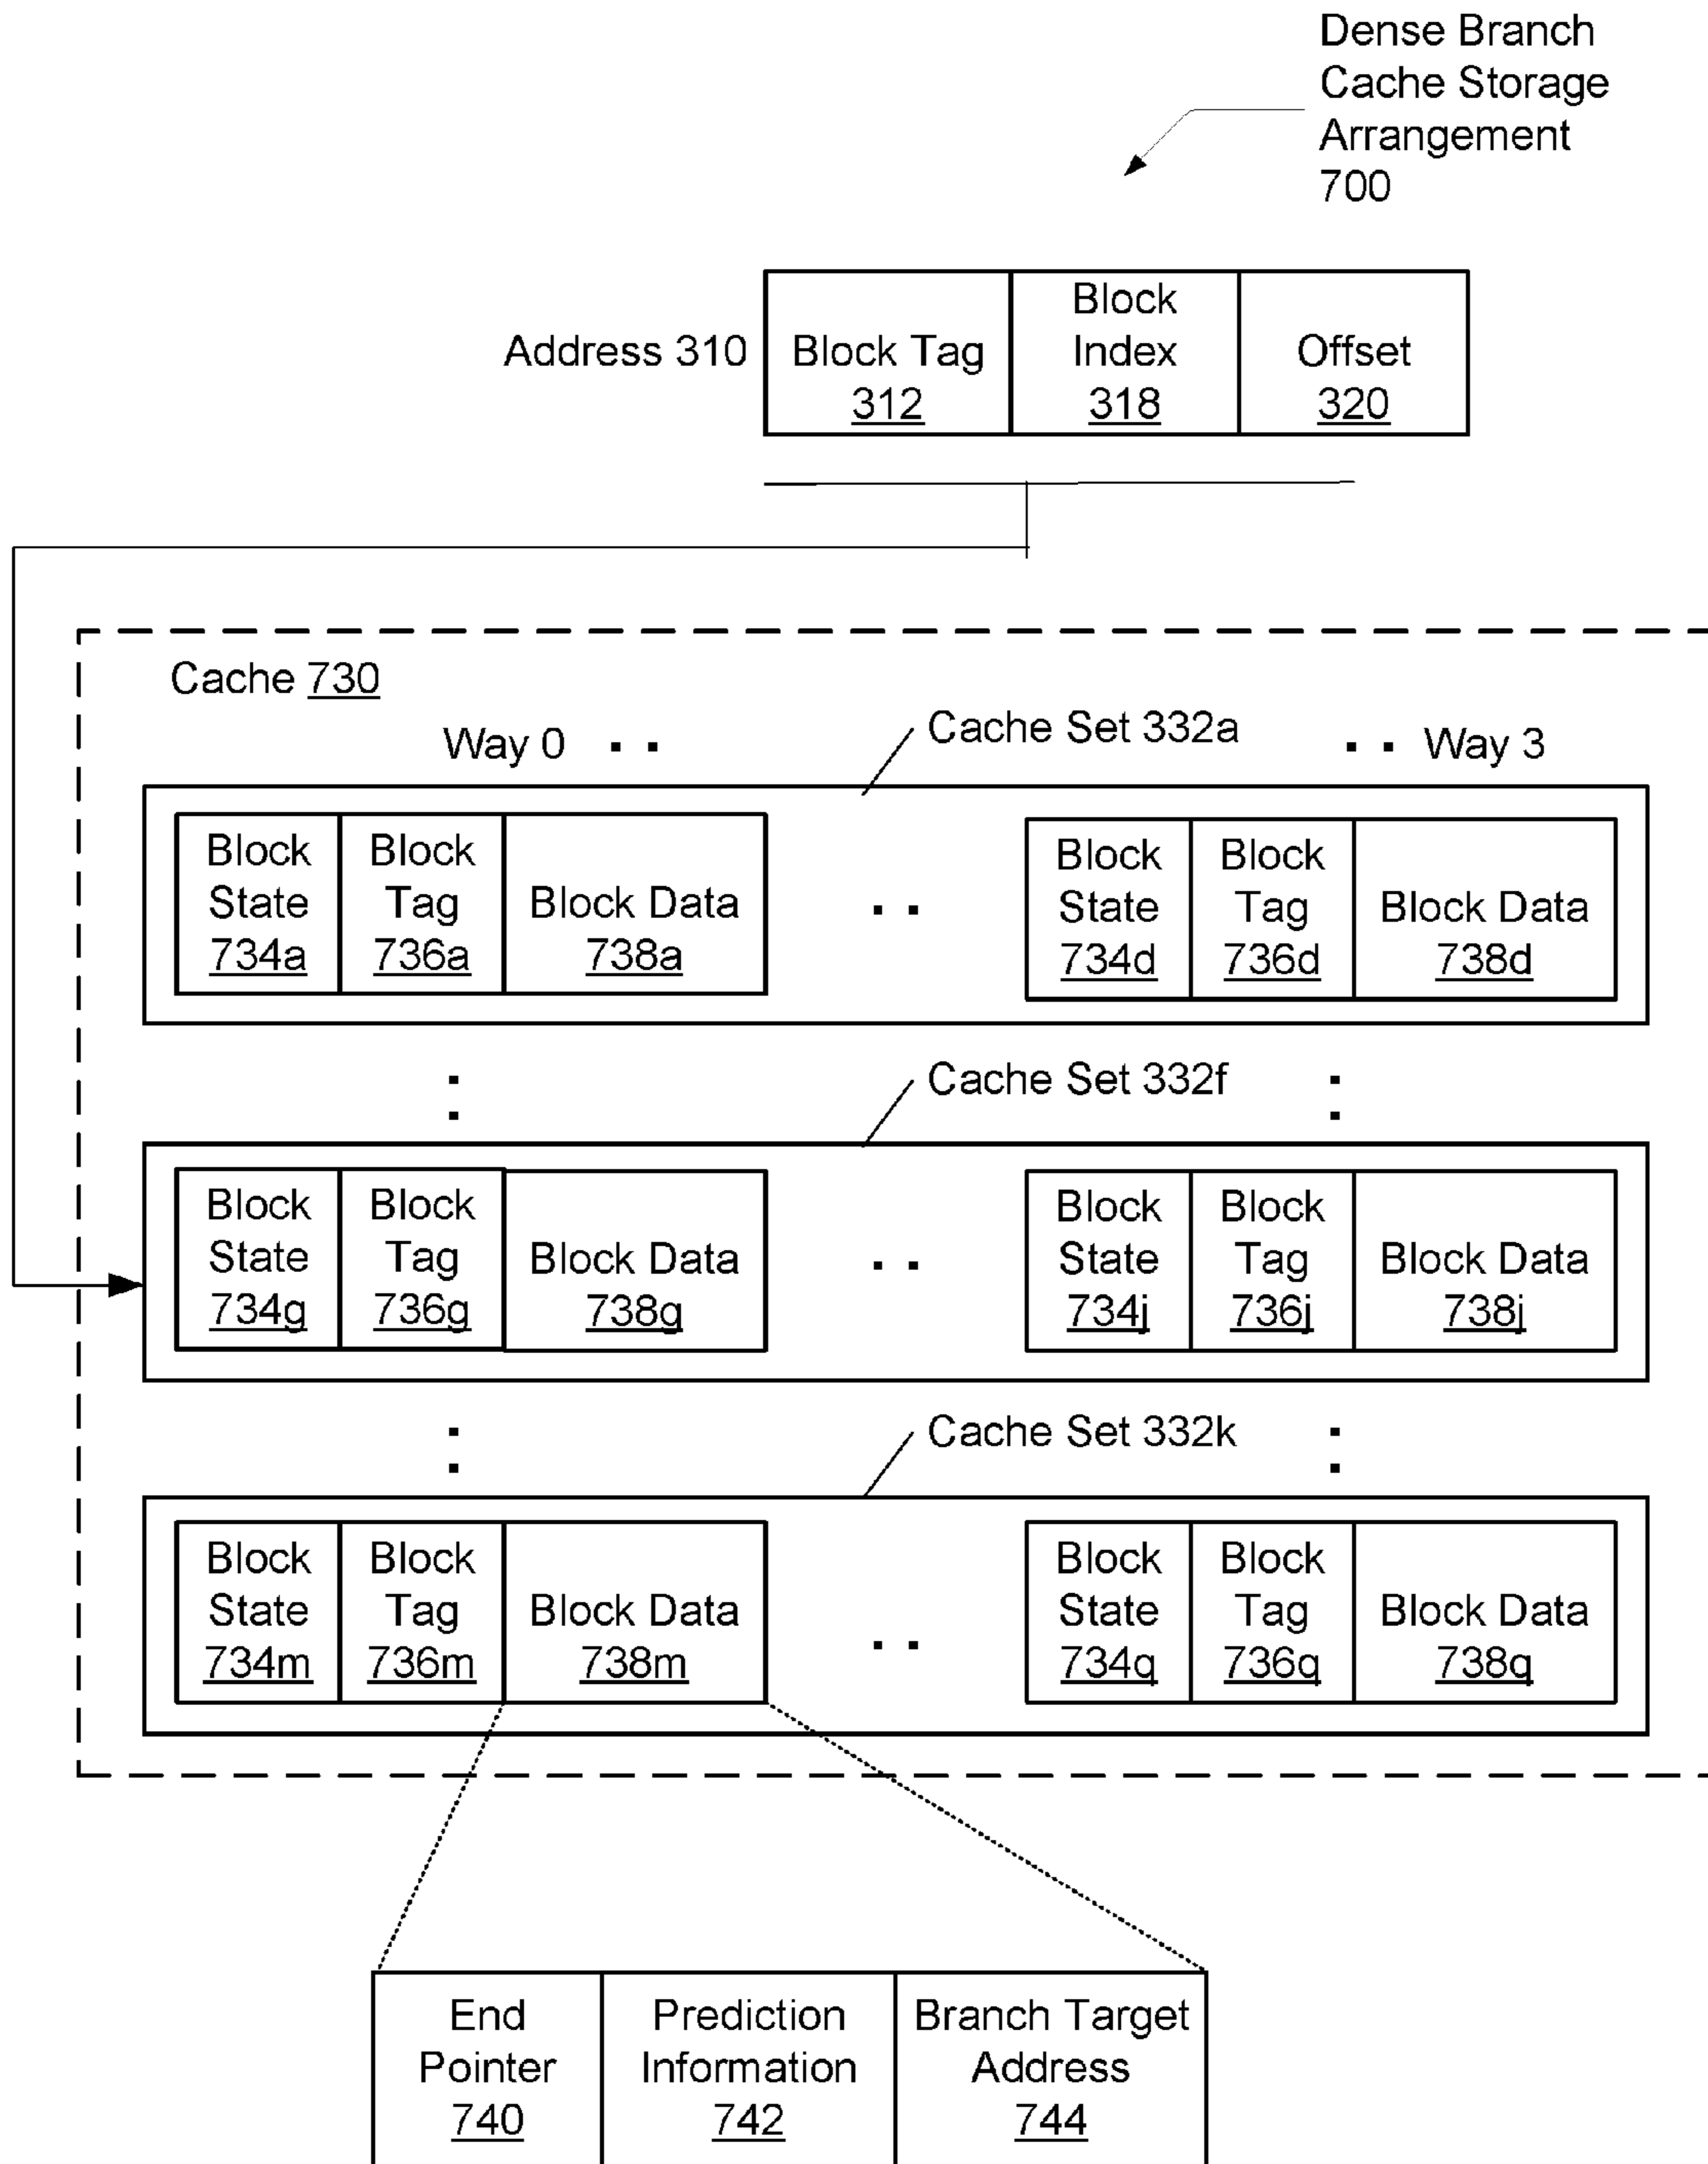 Dense Branch
Cache Storage
Arrangement
700
Address 310
Block Tag
312
Block
Index
318
Offset
320
Cache 730
Way 0 . .
Cache Set 332a
. . Way 3
Block
State
734a
Block
Tag
736a
Block Data
738a
. .
Block
State
734d
Block
Tag
736d
Block Data
738d
Cache Set 332f
Block
State
734g
Block
Tag
736g
Block Data
738g
. .
Block
State
734j
Block
Tag
736j
Block Data
738j
Cache Set 332k
Block
State
734m
Block
Tag
736m
Block Data
738m
. .
Block
State
734q
Block
Tag
736q
Block Data
738q
End
Pointer
740
Prediction
Information
742
Branch Target
Address
744